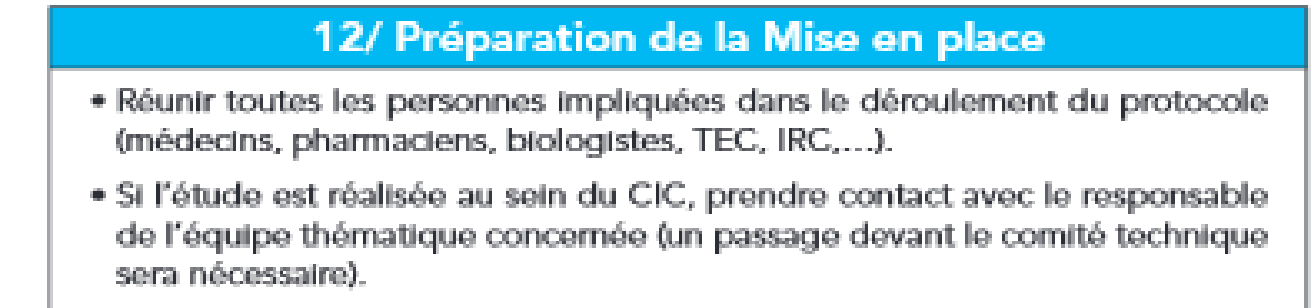 12/ Préparation de la Mise en place
• Réunir toutes les personnes impliquées dans le déroulement du protocole
(médecins, pharmaciens, biologistes, TEC, IRC,...).
• Si l'étude est réalisée au sein du CIC, prendre contact avec le responsable
de l'équipe thématique concernée (un passage devant le comité technique
sera nécessaire).